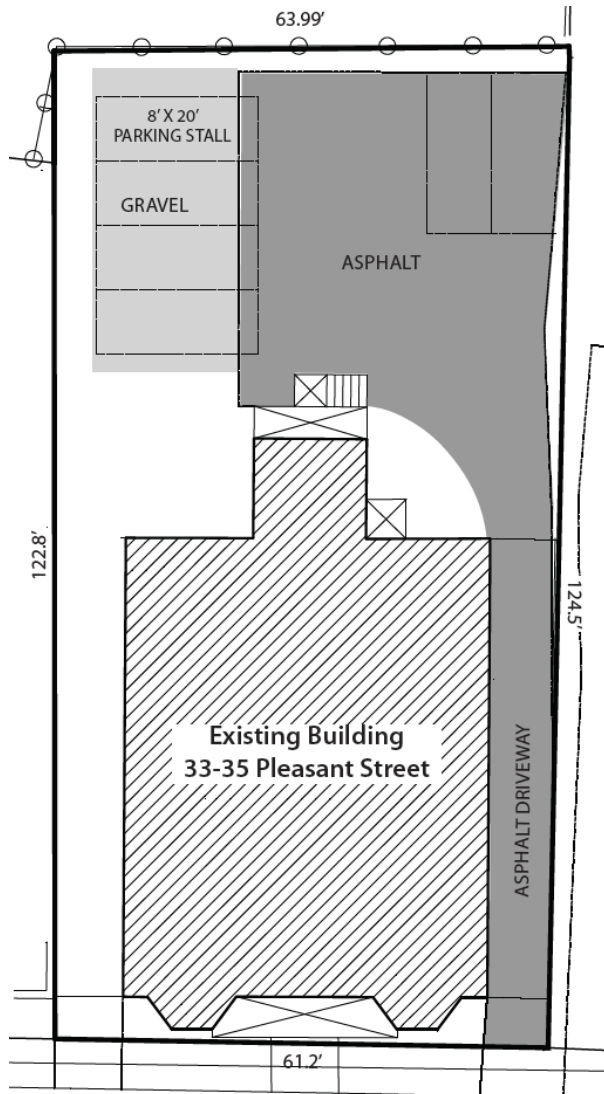 63.99'
8' X 20'
PARKING STALL
GRAVEL
ASPHALT
122.8'
124.5'
Existing Building
33-35 Pleasant Street
ASPHALT DRIVEWAY
61.2'